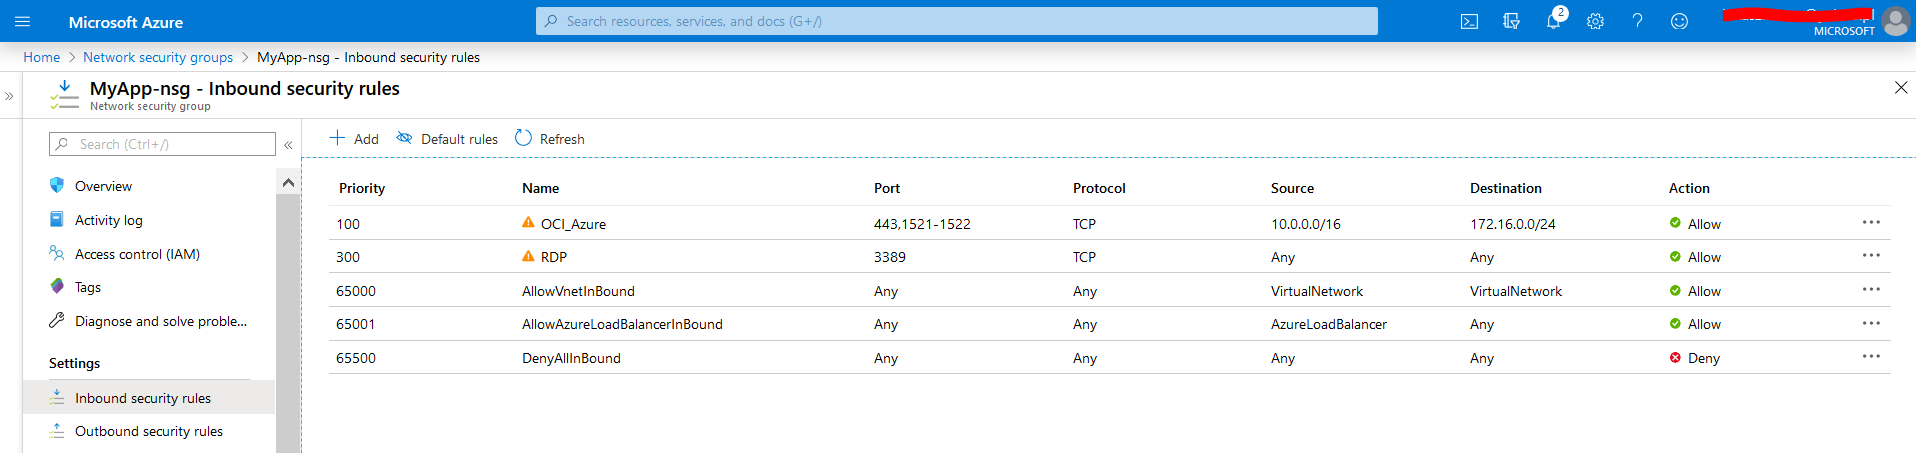 Microsoft Azure
Search resources, services, and docs (G+/)
2
MICROSOFT
Home > Network security groups > MyApp-nsg - Inbound security rules
MyApp-nsg - Inbound security rules
Network security group
Search (Ctrl+/)
Add Default rules Refresh
Overview
Activity log
Access control (IAM)
Tags
Diagnose and solve proble...
Settings
Inbound security rules
Outbound security rules
Priority Name Port Protocol Source Destination Action
100 OCI_Azure 443,1521-1522 TCP 10.0.0.0/16 172.16.0.0/24 Allow
300 RDP 3389 TCP Any Any Allow
65000 AllowVnetInBound Any Any VirtualNetwork VirtualNetwork Allow
65001 AllowAzureLoadBalancerInBound Any Any AzureLoadBalancer Any Allow
65500 DenyAllInBound Any Any Any Any Deny